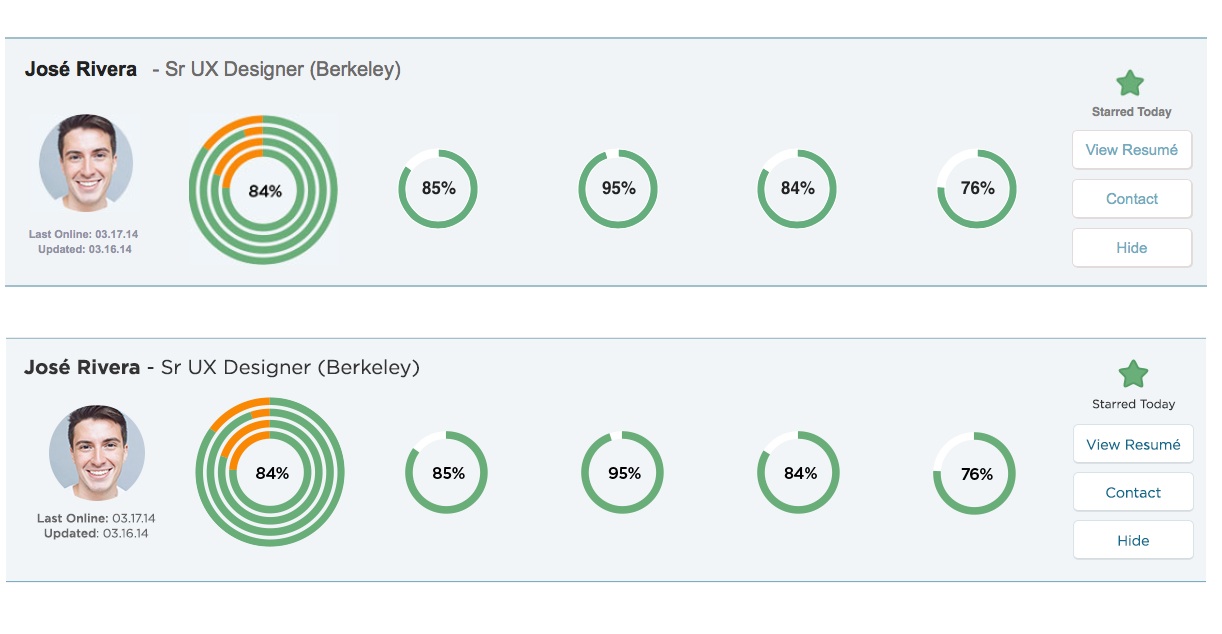 José Rivera - Sr UX Designer (Berkeley)
Starred Today
View Resumé
84% 85% 95% 84% 76%
Contact
Last Online: 03.17.14
Updated: 03.16.14
Hide
José Rivera - Sr UX Designer (Berkeley)
Starred Today
View Resumé
84% 85% 95% 84% 76%
Contact
Last Online: 03.17.14
Updated: 03.16.14
Hide